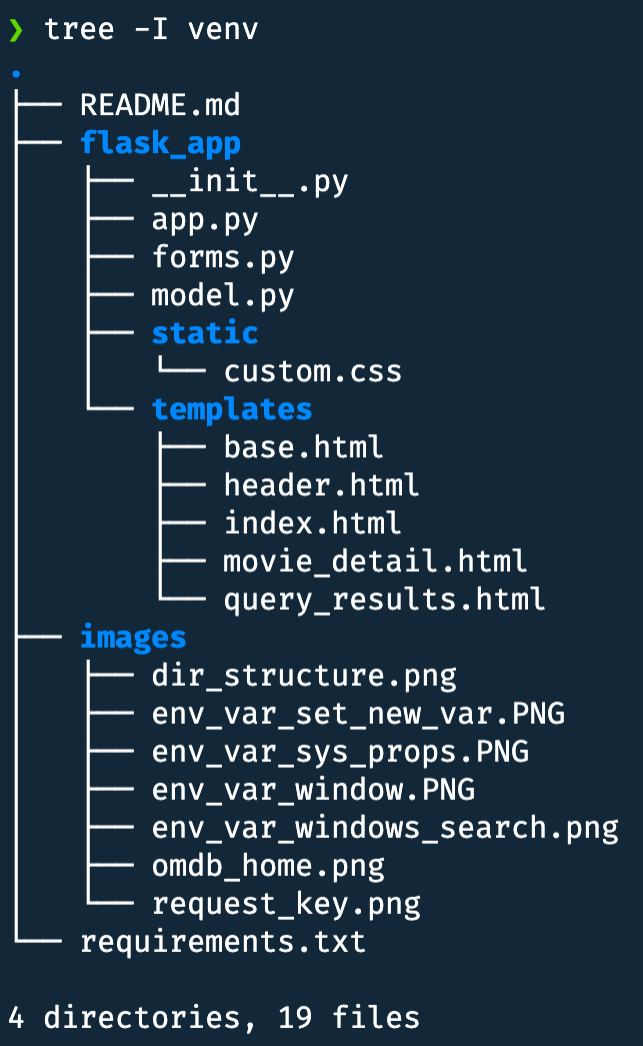 ❯ tree -I venv
.
├── README.md
├── flask_app
│   ├── __init__.py
│   ├── app.py
│   ├── forms.py
│   ├── model.py
│   ├── static
│   │   └── custom.css
│   └── templates
│       ├── base.html
│       ├── header.html
│       ├── index.html
│       ├── movie_detail.html
│       └── query_results.html
├── images
│   ├── dir_structure.png
│   ├── env_var_set_new_var.PNG
│   ├── env_var_sys_props.PNG
│   ├── env_var_window.PNG
│   ├── env_var_windows_search.png
│   ├── omdb_home.png
│   └── request_key.png
└── requirements.txt

4 directories, 19 files